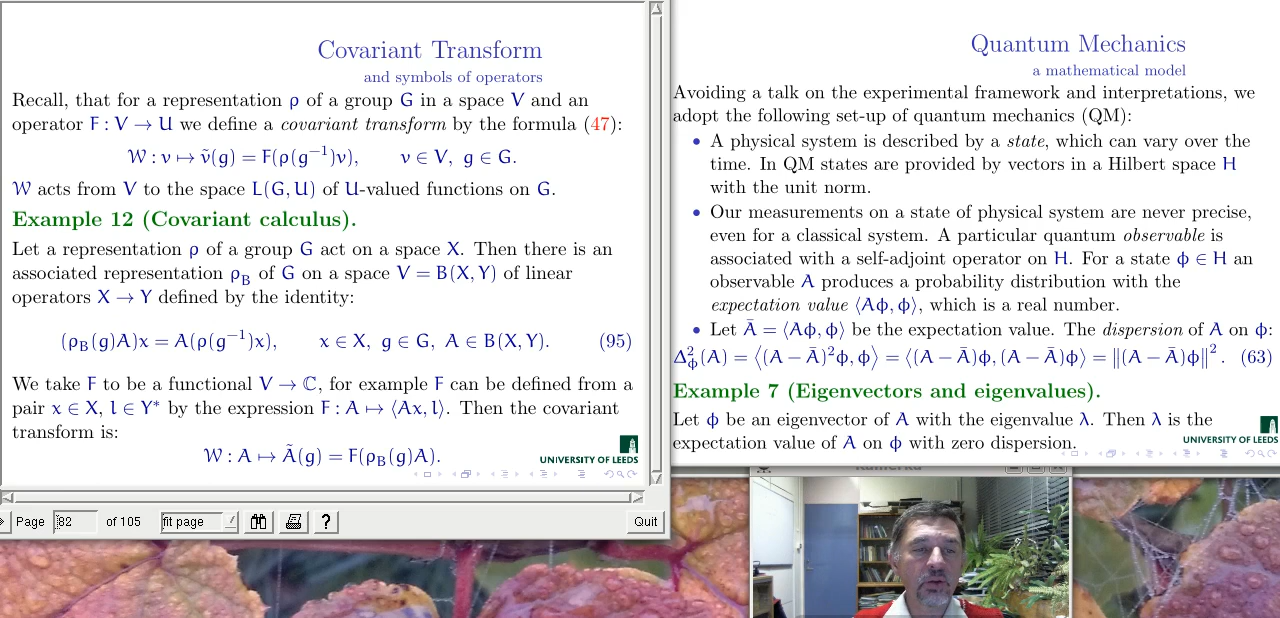 Covariant Transform
and symbols of operators
Recall, that for a representation ρ of a group G in a space V and an
operator F : V → U we define a covariant transform by the formula (47):
𝒲 : v ↦ ṽ(g) = F(ρ(g⁻¹)v), v ∈ V, g ∈ G.
𝒲 acts from V to the space L(G, U) of U-valued functions on G.
Example 12 (Covariant calculus).
Let a representation ρ of a group G act on a space X. Then there is an
associated representation ρ_B of G on a space V = B(X, Y) of linear
operators X → Y defined by the identity:
(ρ_B(g)A)x = A(ρ(g⁻¹)x), x ∈ X, g ∈ G, A ∈ B(X, Y). (95)
We take F to be a functional V → ℂ, for example F can be defined from a
pair x ∈ X, l ∈ Y* by the expression F : A ↦ ⟨Ax, l⟩. Then the covariant
transform is:
𝒲 : A ↦ Ã(g) = F(ρ_B(g)A).
UNIVERSITY OF LEEDS
Page 82 of 105 fit page ? Quit
Quantum Mechanics
a mathematical model
Avoiding a talk on the experimental framework and interpretations, we
adopt the following set-up of quantum mechanics (QM):
• A physical system is described by a state, which can vary over the
time. In QM states are provided by vectors in a Hilbert space H
with the unit norm.
• Our measurements on a state of physical system are never precise,
even for a classical system. A particular quantum observable is
associated with a self-adjoint operator on H. For a state ϕ ∈ H an
observable A produces a probability distribution with the
expectation value ⟨Aϕ, ϕ⟩, which is a real number.
• Let Ā = ⟨Aϕ, ϕ⟩ be the expectation value. The dispersion of A on ϕ:
Δ²_ϕ(A) = ⟨(A − Ā)²ϕ, ϕ⟩ = ⟨(A − Ā)ϕ, (A − Ā)ϕ⟩ = ‖(A − Ā)ϕ‖². (63)
Example 7 (Eigenvectors and eigenvalues).
Let ϕ be an eigenvector of A with the eigenvalue λ. Then λ is the
expectation value of A on ϕ with zero dispersion.
UNIVERSITY OF LEEDS